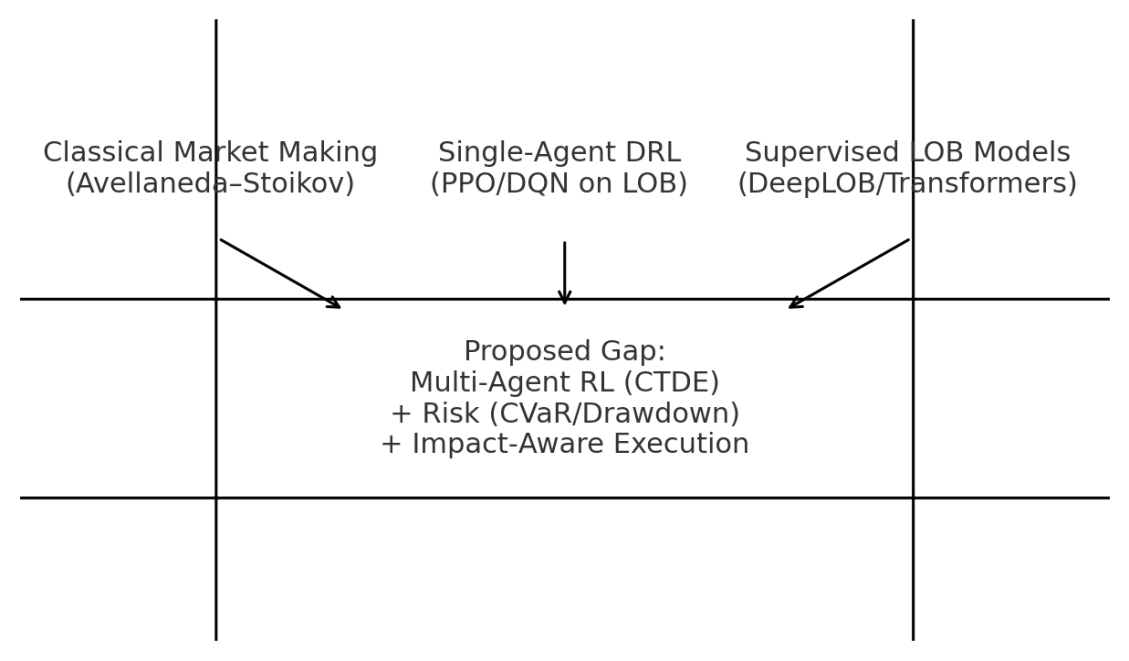 Classical Market Making
(Avellaneda–Stoikov)
Single-Agent DRL
(PPO/DQN on LOB)
Supervised LOB Models
(DeepLOB/Transformers)
Proposed Gap:
Multi-Agent RL (CTDE)
+ Risk (CVaR/Drawdown)
+ Impact-Aware Execution